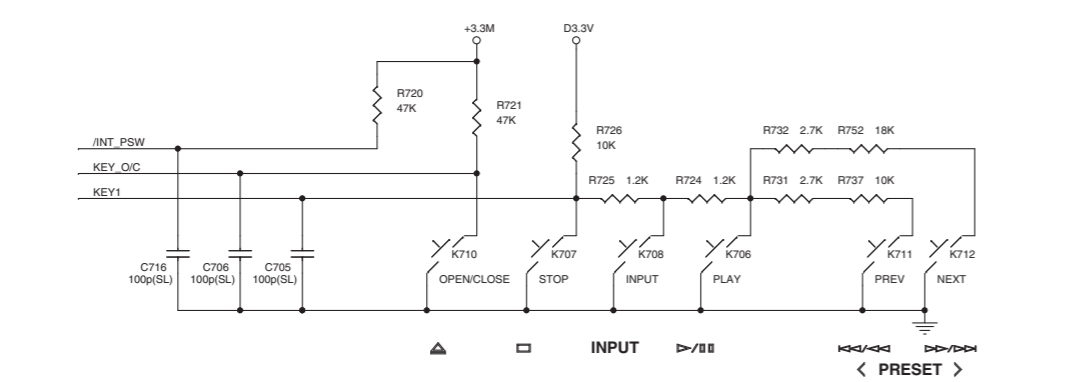 +3.3M D3.3V
R720
47K
R721
47K
R726
10K
R732 2.7K R752 18K
/INT_PSW
KEY_O/C
KEY1
R725 1.2K R724 1.2K R731 2.7K R737 10K
K710 K707 K708 K706 K711 K712
C716
100p(SL)
C706
100p(SL)
C705
100p(SL)
OPEN/CLOSE STOP INPUT PLAY PREV NEXT
INPUT
PRESET